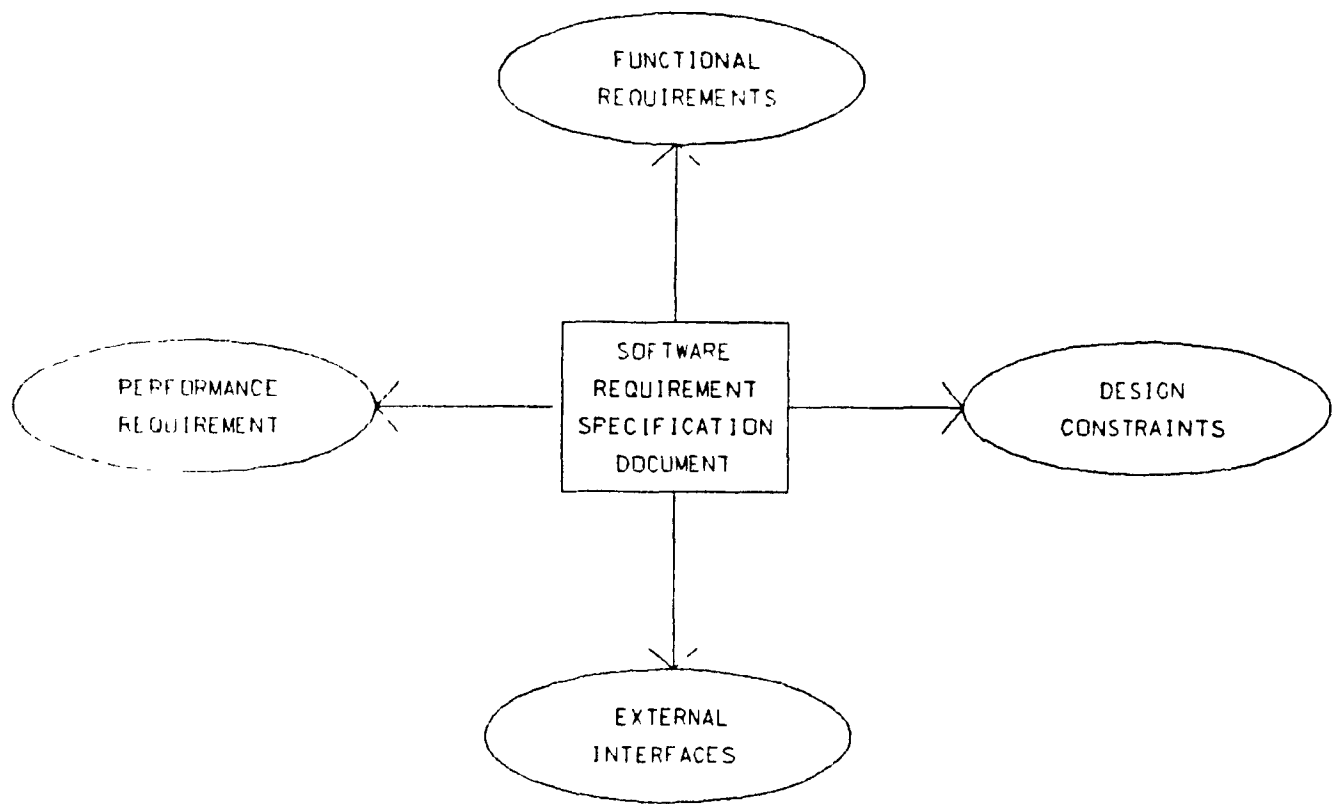 FUNCTIONAL
REQUIREMENTS
SOFTWARE
REQUIREMENT
SPECIFICATION
DOCUMENT
PERFORMANCE
REQUIREMENT
DESIGN
CONSTRAINTS
EXTERNAL
INTERFACES